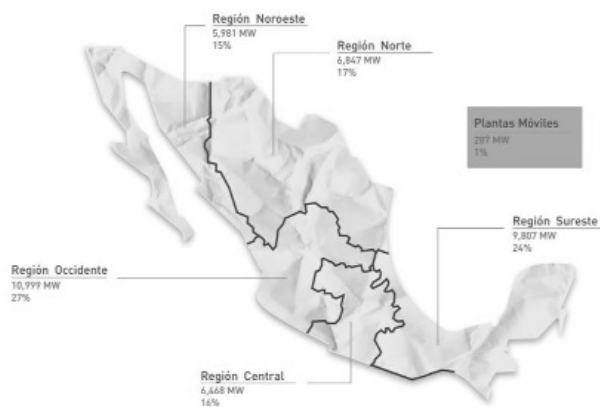 Región Noroeste
5,981 MW
15%
Región Norte
6,847 MW
17%
Plantas Móviles
287 MW
1%
Región Sureste
9,807 MW
24%
Región Occidente
10,999 MW
27%
Región Central
6,468 MW
16%